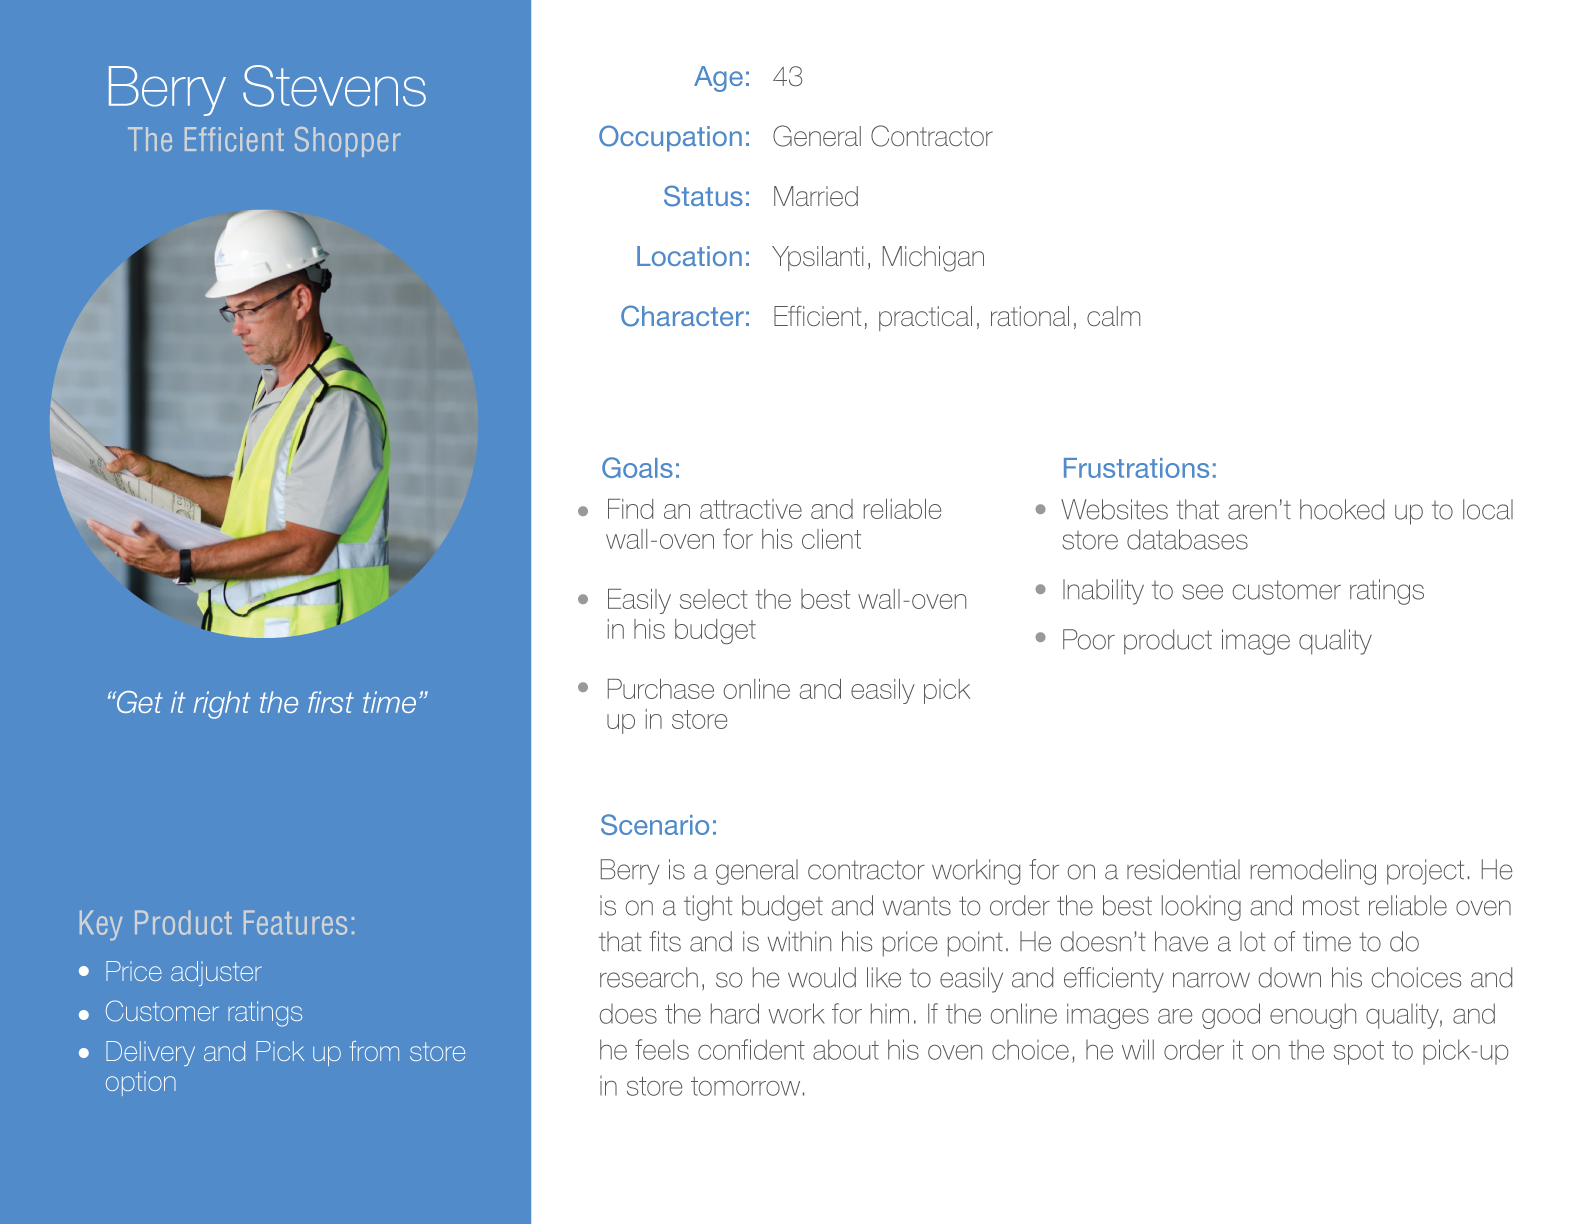 Berry Stevens
The Efficient Shopper
“Get it right the first time”
Key Product Features:
• Price adjuster
• Customer ratings
• Delivery and Pick up from store
option
Age: 43
Occupation: General Contractor
Status: Married
Location: Ypsilanti, Michigan
Character: Efficient, practical, rational, calm
Goals:
• Find an attractive and reliable
wall-oven for his client
• Easily select the best wall-oven
in his budget
• Purchase online and easily pick
up in store
Frustrations:
• Websites that aren’t hooked up to local
store databases
• Inability to see customer ratings
• Poor product image quality
Scenario:
Berry is a general contractor working for on a residential remodeling project. He
is on a tight budget and wants to order the best looking and most reliable oven
that fits and is within his price point. He doesn’t have a lot of time to do
research, so he would like to easily and efficienty narrow down his choices and
does the hard work for him. If the online images are good enough quality, and
he feels confident about his oven choice, he will order it on the spot to pick-up
in store tomorrow.